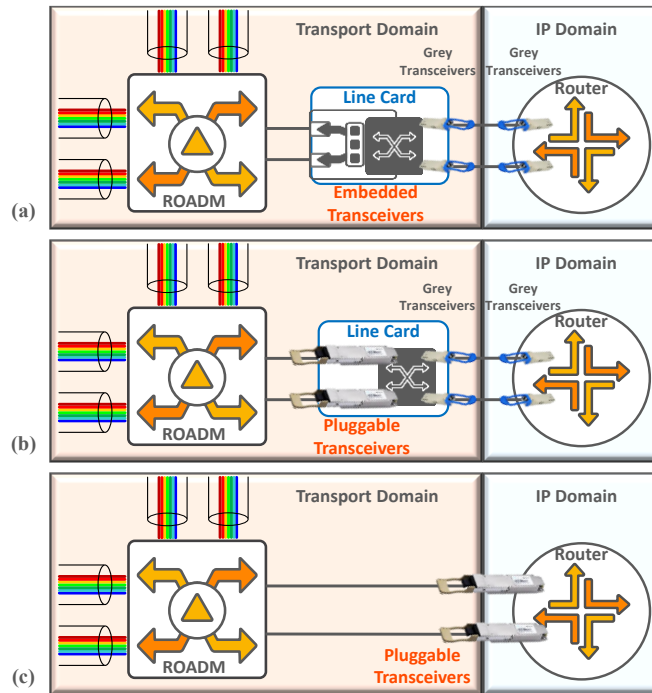 Transport Domain
IP Domain
Grey
Transceivers
Grey
Transceivers
Line Card
Router
ROADM
Embedded
Transceivers
(a)
Transport Domain
IP Domain
Grey
Transceivers
Grey
Transceivers
Line Card
Router
ROADM
Pluggable
Transceivers
(b)
Transport Domain
IP Domain
Router
ROADM
Pluggable
Transceivers
(c)